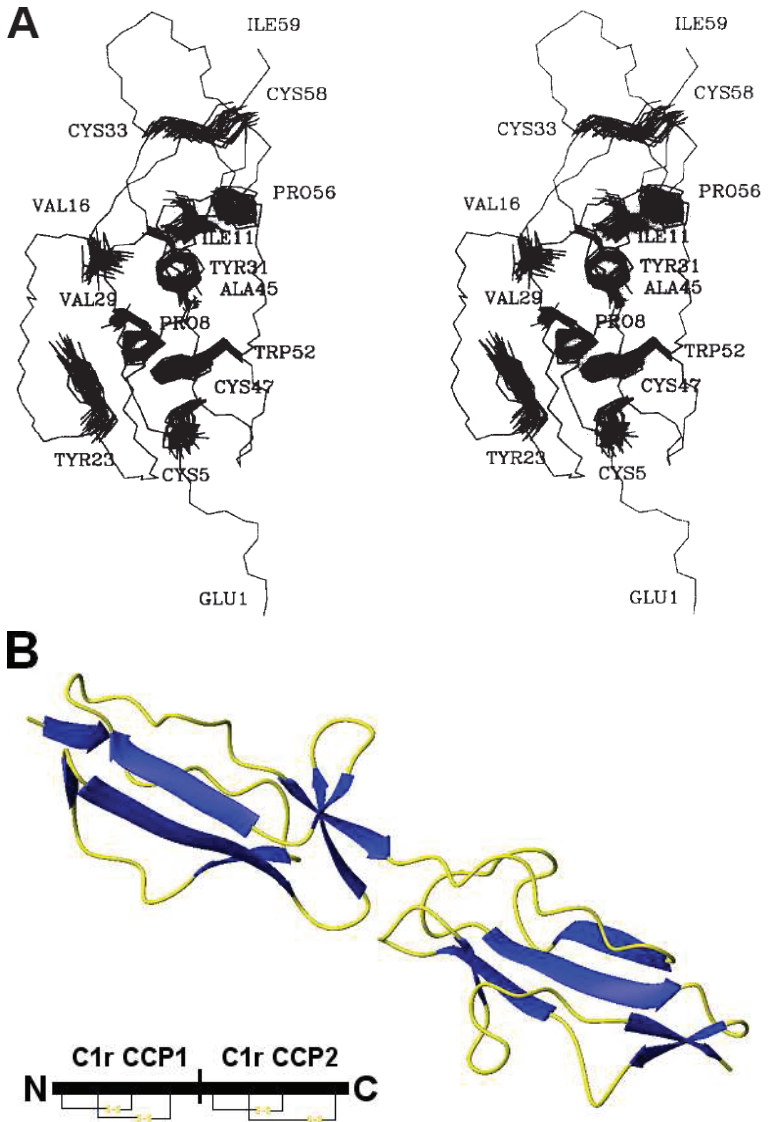 A
ILE59 ILE59
CYS58 CYS58
CYS33 CYS33
PRO56 PRO56
VAL16 VAL16
ILE11 ILE11
TYR31 TYR31
ALA45 ALA45
VAL29 VAL29
PRO8 PRO8
TRP52 TRP52
CYS47 CYS47
TYR23 TYR23
CYS5 CYS5
GLU1 GLU1
B
C1r CCP1 C1r CCP2
N C
S-S S-S
S-S S-S